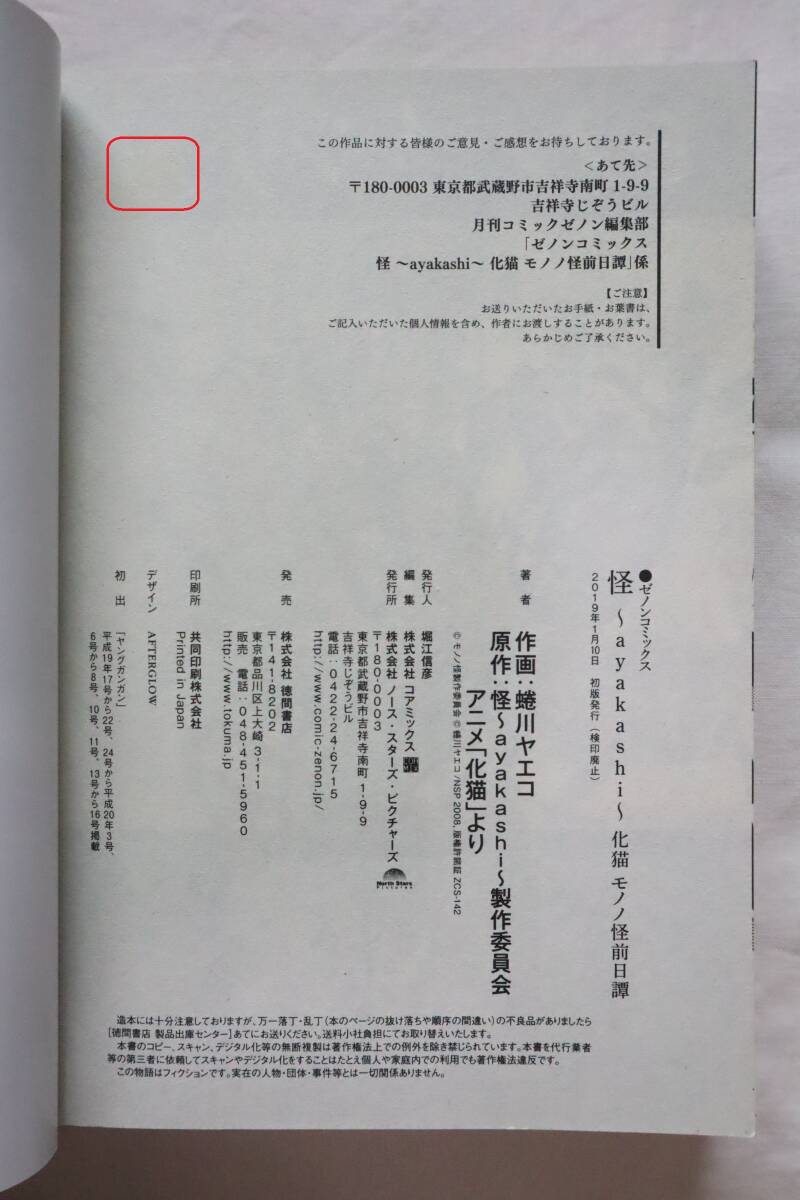 この作品に対する皆様のご意見・ご感想をお待ちしております。
＜あて先＞
〒180-0003 東京都武蔵野市吉祥寺南町 1-9-9
吉祥寺じぞうビル
月刊コミックゼノン編集部
「ゼノンコミックス
怪 〜ayakashi〜 化猫 モノノ怪前日譚」係
【ご注意】
お送りいただいたお手紙・お葉書は、
ご記入いただいた個人情報を含め、作者にお渡しすることがあります。
あらかじめご了承ください。
●ゼノンコミックス
怪 〜ayakashi〜 化猫 モノノ怪前日譚
2019年1月10日 初版発行（検印廃止）
著者 作画：蜷川ヤエコ
原作：怪〜ayakashi〜製作委員会
アニメ「化猫」より
©モノノ怪製作委員会 ©蜷川ヤエコ/NSP 2008, 版権許諾証 ZCS-142
発行人 堀江信彦
編集 株式会社 コアミックス
発行所 株式会社 ノース・スターズ・ピクチャーズ
North Stars
Pictures
〒180-0003
東京都武蔵野市吉祥寺南町 1-9-9
吉祥寺じぞうビル
電話：0422-24-6715
http://www.comic-zenon.jp/
発売 株式会社 徳間書店
〒141-8202
東京都品川区上大崎 3-1-1
販売 電話：048-451-5960
http://www.tokuma.jp
印刷所 共同印刷株式会社
Printed in Japan
デザイン AFTERGLOW
初出 「ヤングガンガン」
平成19年17号から22号、24号から平成20年3号、
6号から8号、10号、11号、13号から16号掲載
造本には十分注意しておりますが、万一落丁・乱丁（本のページの抜け落ちや順序の間違い）の不良品がありましたら
［徳間書店 製品出庫センター］あてにお送りください。送料小社負担にてお取り替えいたします。
本書のコピー、スキャン、デジタル化等の無断複製は著作権法上での例外を除き禁じられています。本書を代行業者
等の第三者に依頼してスキャンやデジタル化をすることはたとえ個人や家庭内での利用でも著作権法違反です。
この物語はフィクションです。実在の人物・団体・事件等とは一切関係ありません。